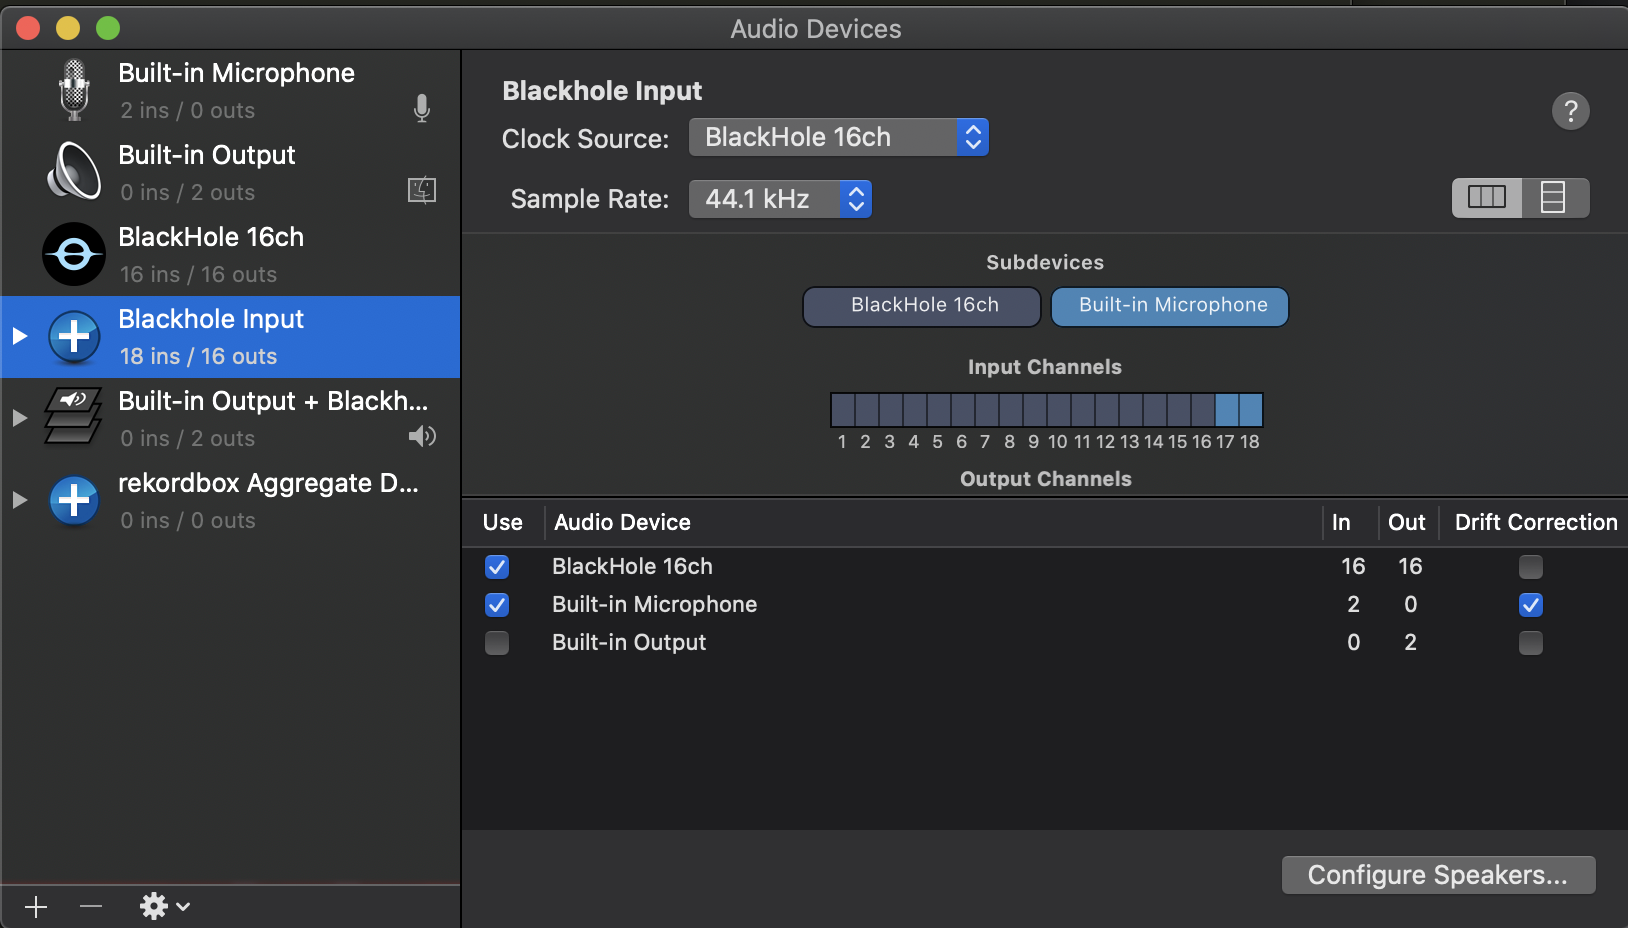 Audio Devices
Built-in Microphone
2 ins / 0 outs
Built-in Output
0 ins / 2 outs
BlackHole 16ch
16 ins / 16 outs
Blackhole Input
18 ins / 16 outs
Built-in Output + Blackh...
0 ins / 2 outs
rekordbox Aggregate D...
0 ins / 0 outs
Blackhole Input
?
Clock Source: BlackHole 16ch
Sample Rate: 44.1 kHz
Subdevices
BlackHole 16ch Built-in Microphone
Input Channels
1 2 3 4 5 6 7 8 9 10 11 12 13 14 15 16 17 18
Output Channels
Use Audio Device In Out Drift Correction
BlackHole 16ch 16 16
Built-in Microphone 2 0
Built-in Output 0 2
Configure Speakers...